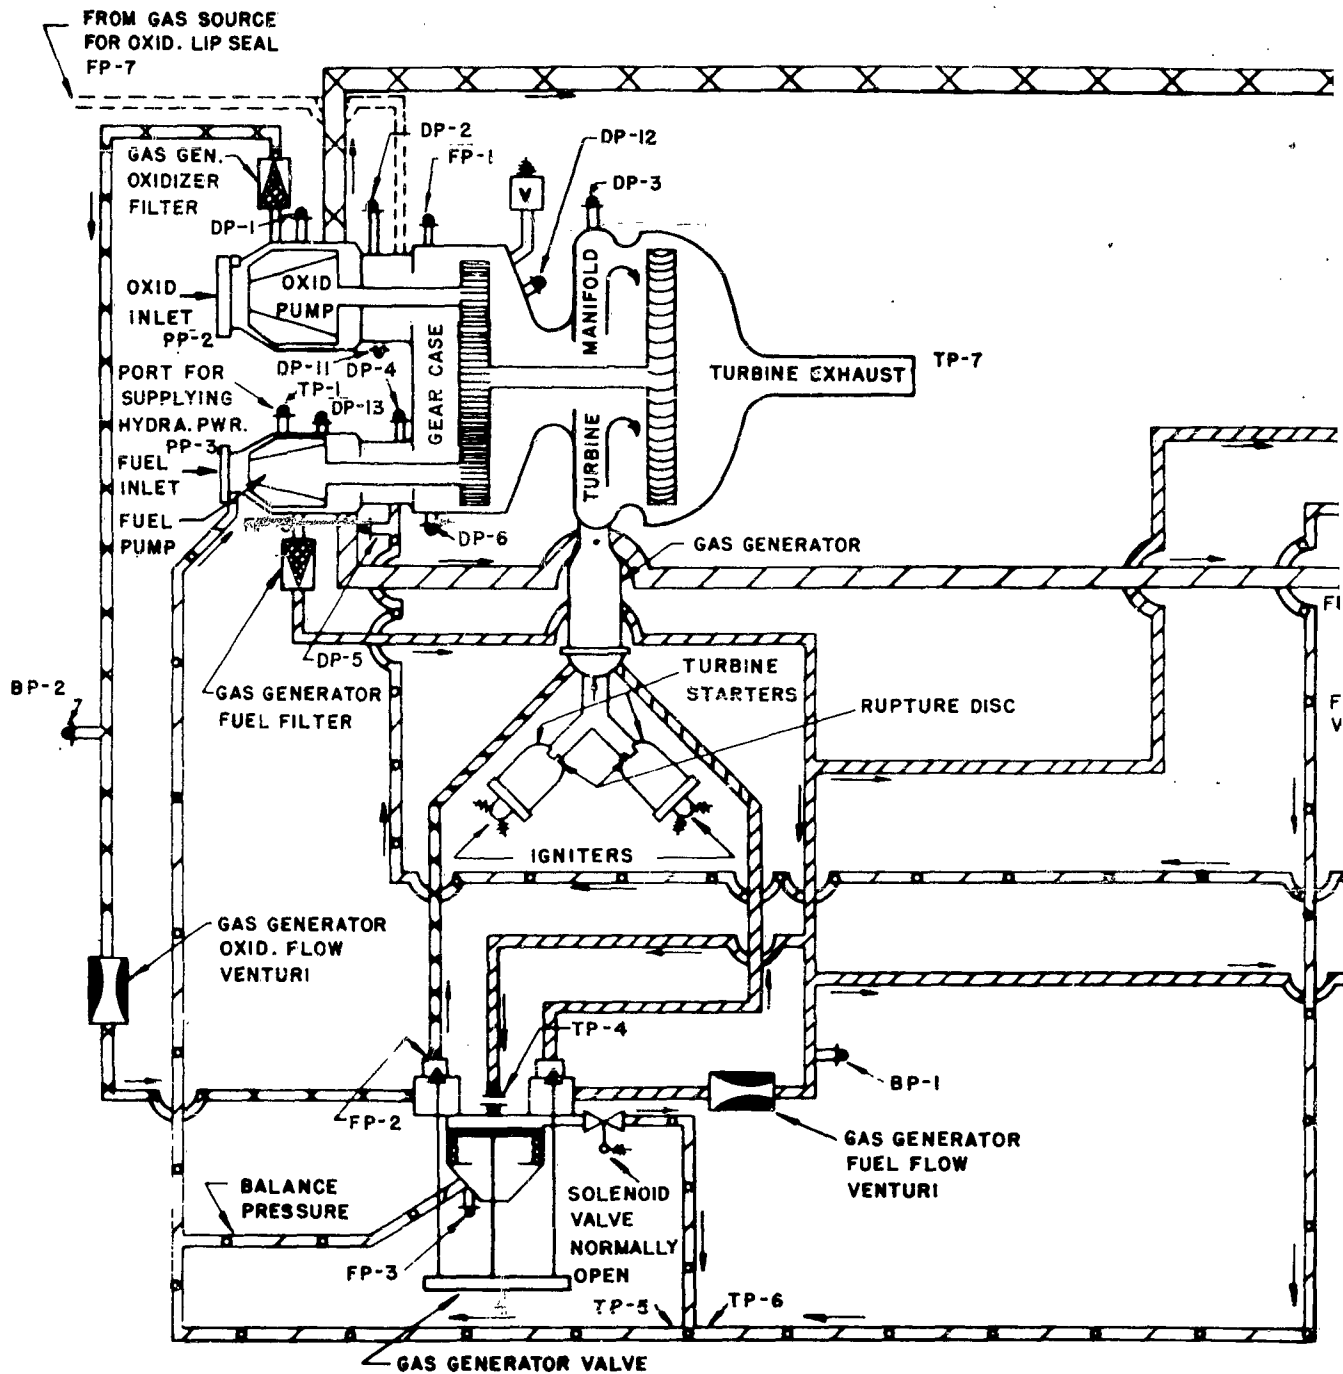 FROM GAS SOURCE
FOR OXID. LIP SEAL
FP-7
DP-2
FP-1
DP-12
DP-3
GAS GEN.
OXIDIZER
FILTER
V
DP-1
OXID
INLET
PP-2
OXID
PUMP
GEAR CASE
MANIFOLD
TURBINE
TURBINE EXHAUST
TP-7
DP-11
DP-4
PORT FOR
SUPPLYING
HYDRA. PWR.
TP-1
DP-13
PP-3
FUEL
INLET
FUEL
PUMP
DP-6
GAS GENERATOR
DP-5
GAS GENERATOR
FUEL FILTER
BP-2
TURBINE
STARTERS
RUPTURE DISC
F
V
IGNITERS
GAS GENERATOR
OXID. FLOW
VENTURI
TP-4
BP-1
FP-2
GAS GENERATOR
FUEL FLOW
VENTURI
BALANCE
PRESSURE
SOLENOID
VALVE
NORMALLY
OPEN
FP-3
TP-5
TP-6
GAS GENERATOR VALVE